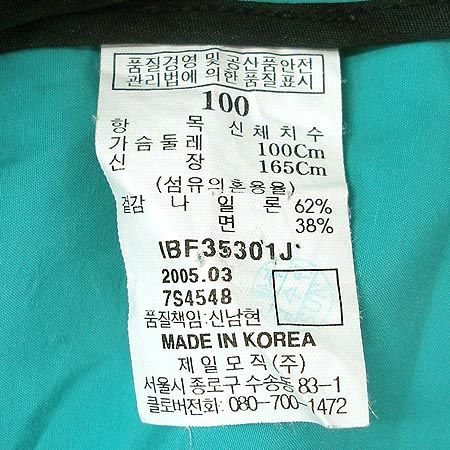 품질경영 및 공산품안전
관리법에 의한 품질표시
100
항 목 신체치수
가슴둘레 100Cm
신 장 165Cm
(섬유의혼용율)
겉감 나 일 론 62%
면 38%
IBF35301J
2005.03
7S4548
품질책임:신남현
MADE IN KOREA
제일모직(주)
서울시 종로구 수송동 83-1
클로버전화: 080-700-1472